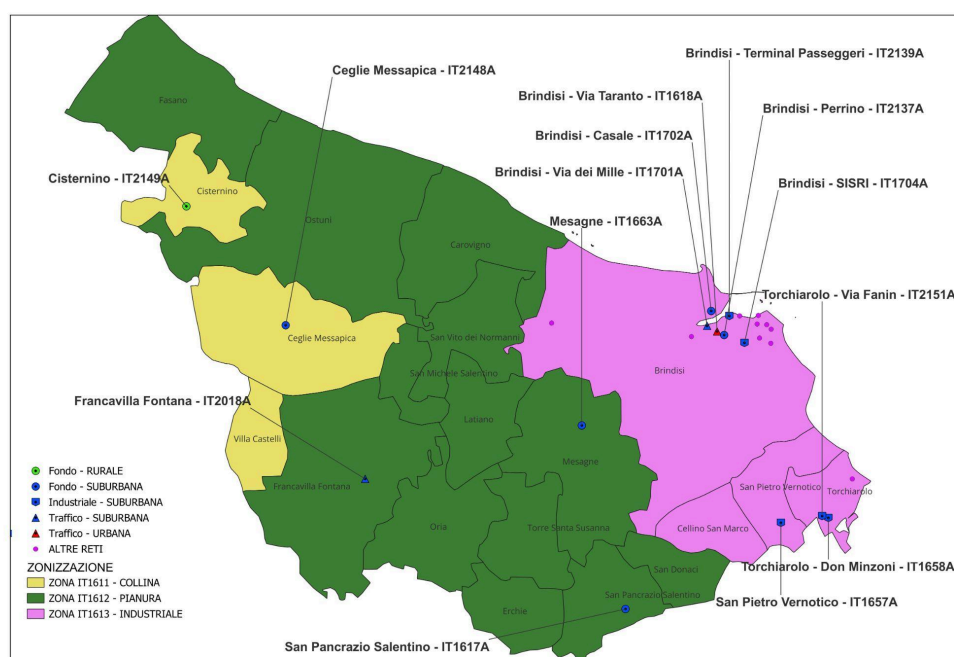 Brindisi - Terminal Passeggeri - IT2139A
Ceglie Messapica - IT2148A
Brindisi - Via Taranto - IT1618A
Brindisi - Perrino - IT2137A
Fasano
Brindisi - Casale - IT1702A
Brindisi - Via dei Mille - IT1701A
Brindisi - SISRI - IT1704A
Cisternino - IT2149A
Cisternino
Ostuni
Mesagne - IT1663A
Carovigno
Torchiarolo - Via Fanin - IT2151A
Ceglie Messapica
San Vito dei Normanni
San Michele Salentino
Brindisi
Francavilla Fontana - IT2018A
Latiano
Villa Castelli
Mesagne
Fondo - RURALE
Fondo - SUBURBANA
Industriale - SUBURBANA
Traffico - SUBURBANA
Traffico - URBANA
ALTRE RETI
ZONIZZAZIONE
ZONA IT1611 - COLLINA
ZONA IT1612 - PIANURA
ZONA IT1613 - INDUSTRIALE
Francavilla Fontana
San Pietro Vernotico
Torchiarolo
Oria
Torre Santa Susanna
Cellino San Marco
Torchiarolo - Don Minzoni - IT1658A
San Donaci
San Pancrazio Salentino
Erchie
San Pietro Vernotico - IT1657A
San Pancrazio Salentino - IT1617A